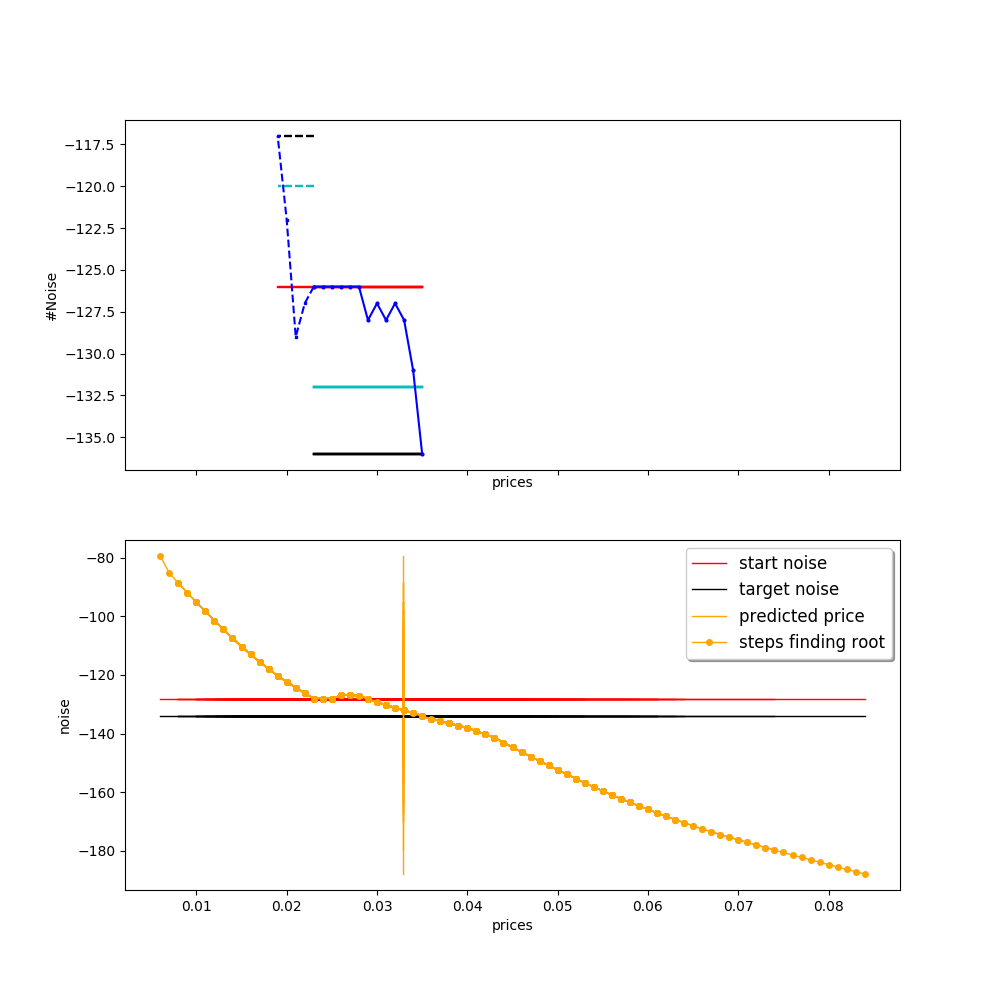 −117.5
−120.0
−122.5
−125.0
−127.5
−130.0
−132.5
−135.0
#Noise
prices
−80
−100
−120
−140
−160
−180
noise
start noise
target noise
predicted price
steps finding root
0.01 0.02 0.03 0.04 0.05 0.06 0.07 0.08
prices